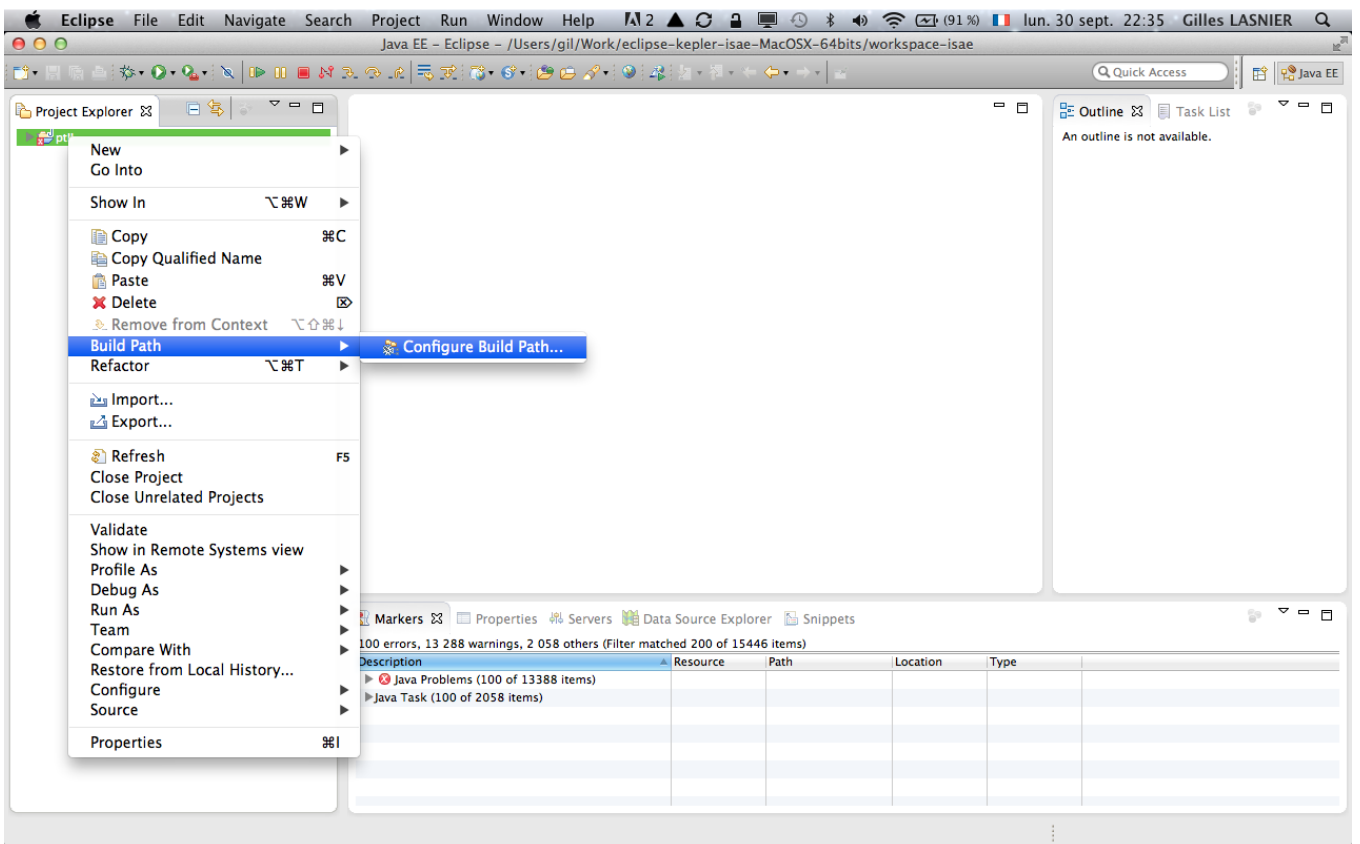 Eclipse File Edit Navigate Search Project Run Window Help 2 (91 %) lun. 30 sept. 22:35 Gilles LASNIER
Java EE – Eclipse – /Users/gil/Work/eclipse-kepler-isae-MacOSX-64bits/workspace-isae
Quick Access Java EE
Project Explorer
Outline Task List
An outline is not available.
New
Go Into
Show In ⌥⌘W
Copy ⌘C
Copy Qualified Name
Paste ⌘V
Delete ⌦
Remove from Context ⌥⇧⌘↓
Build Path
Configure Build Path...
Refactor ⌥⌘T
Import...
Export...
Refresh F5
Close Project
Close Unrelated Projects
Validate
Show in Remote Systems view
Profile As
Debug As
Run As
Team
Compare With
Restore from Local History...
Configure
Source
Properties ⌘I
Markers Properties Servers Data Source Explorer Snippets
100 errors, 13 288 warnings, 2 058 others (Filter matched 200 of 15446 items)
Description Resource Path Location Type
Java Problems (100 of 13388 items)
Java Task (100 of 2058 items)